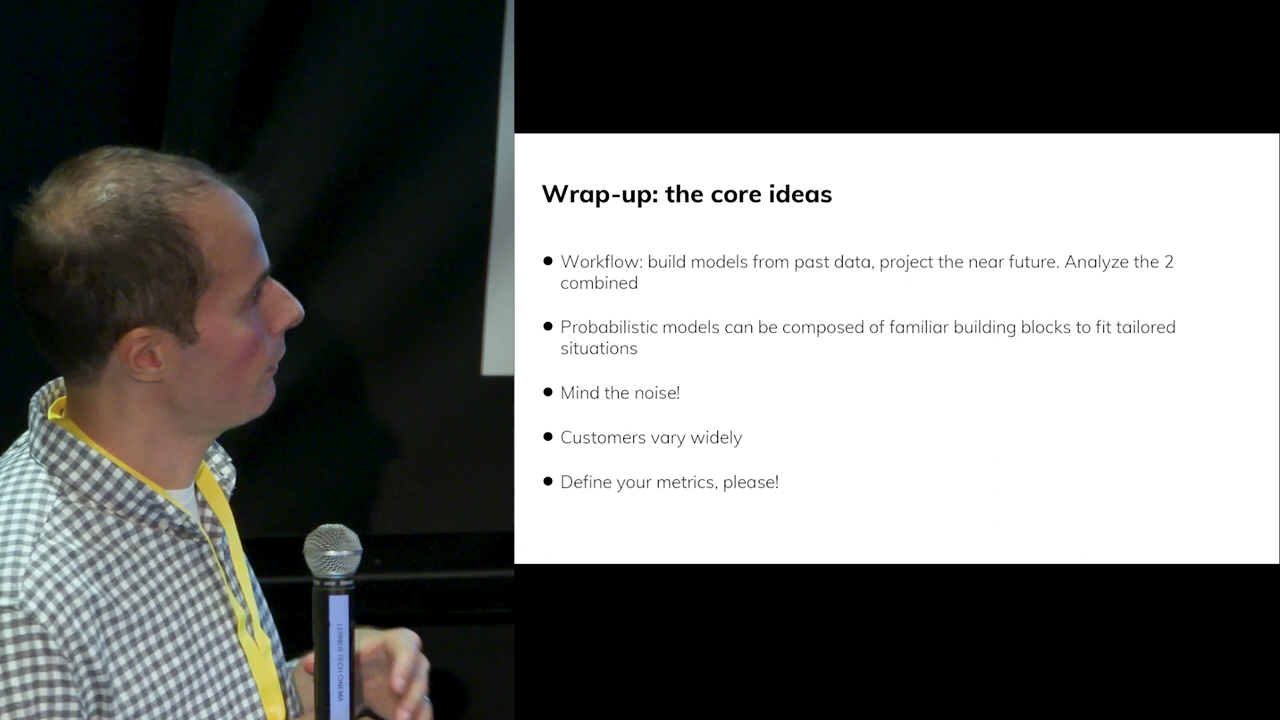 Wrap-up: the core ideas
● Workflow: build models from past data, project the near future. Analyze the 2
combined
● Probabilistic models can be composed of familiar building blocks to fit tailored
situations
● Mind the noise!
● Customers vary widely
● Define your metrics, please!
TECH CINEMA